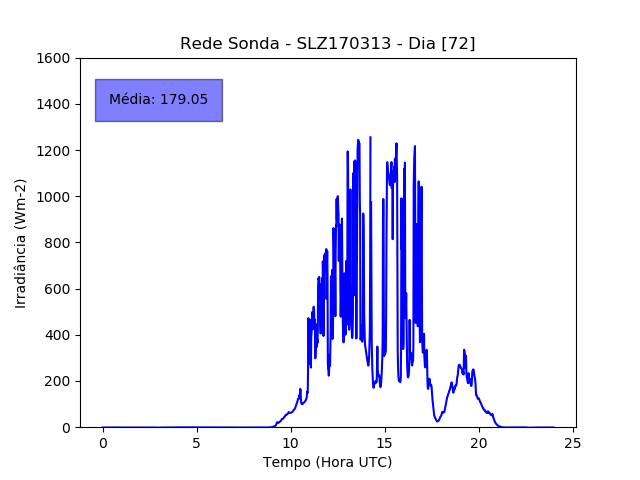 Rede Sonda - SLZ170313 - Dia [72]
1600
1400
1200
1000
800
600
400
200
0
Média: 179.05
Irradiância (Wm-2)
0 5 10 15 20 25
Tempo (Hora UTC)